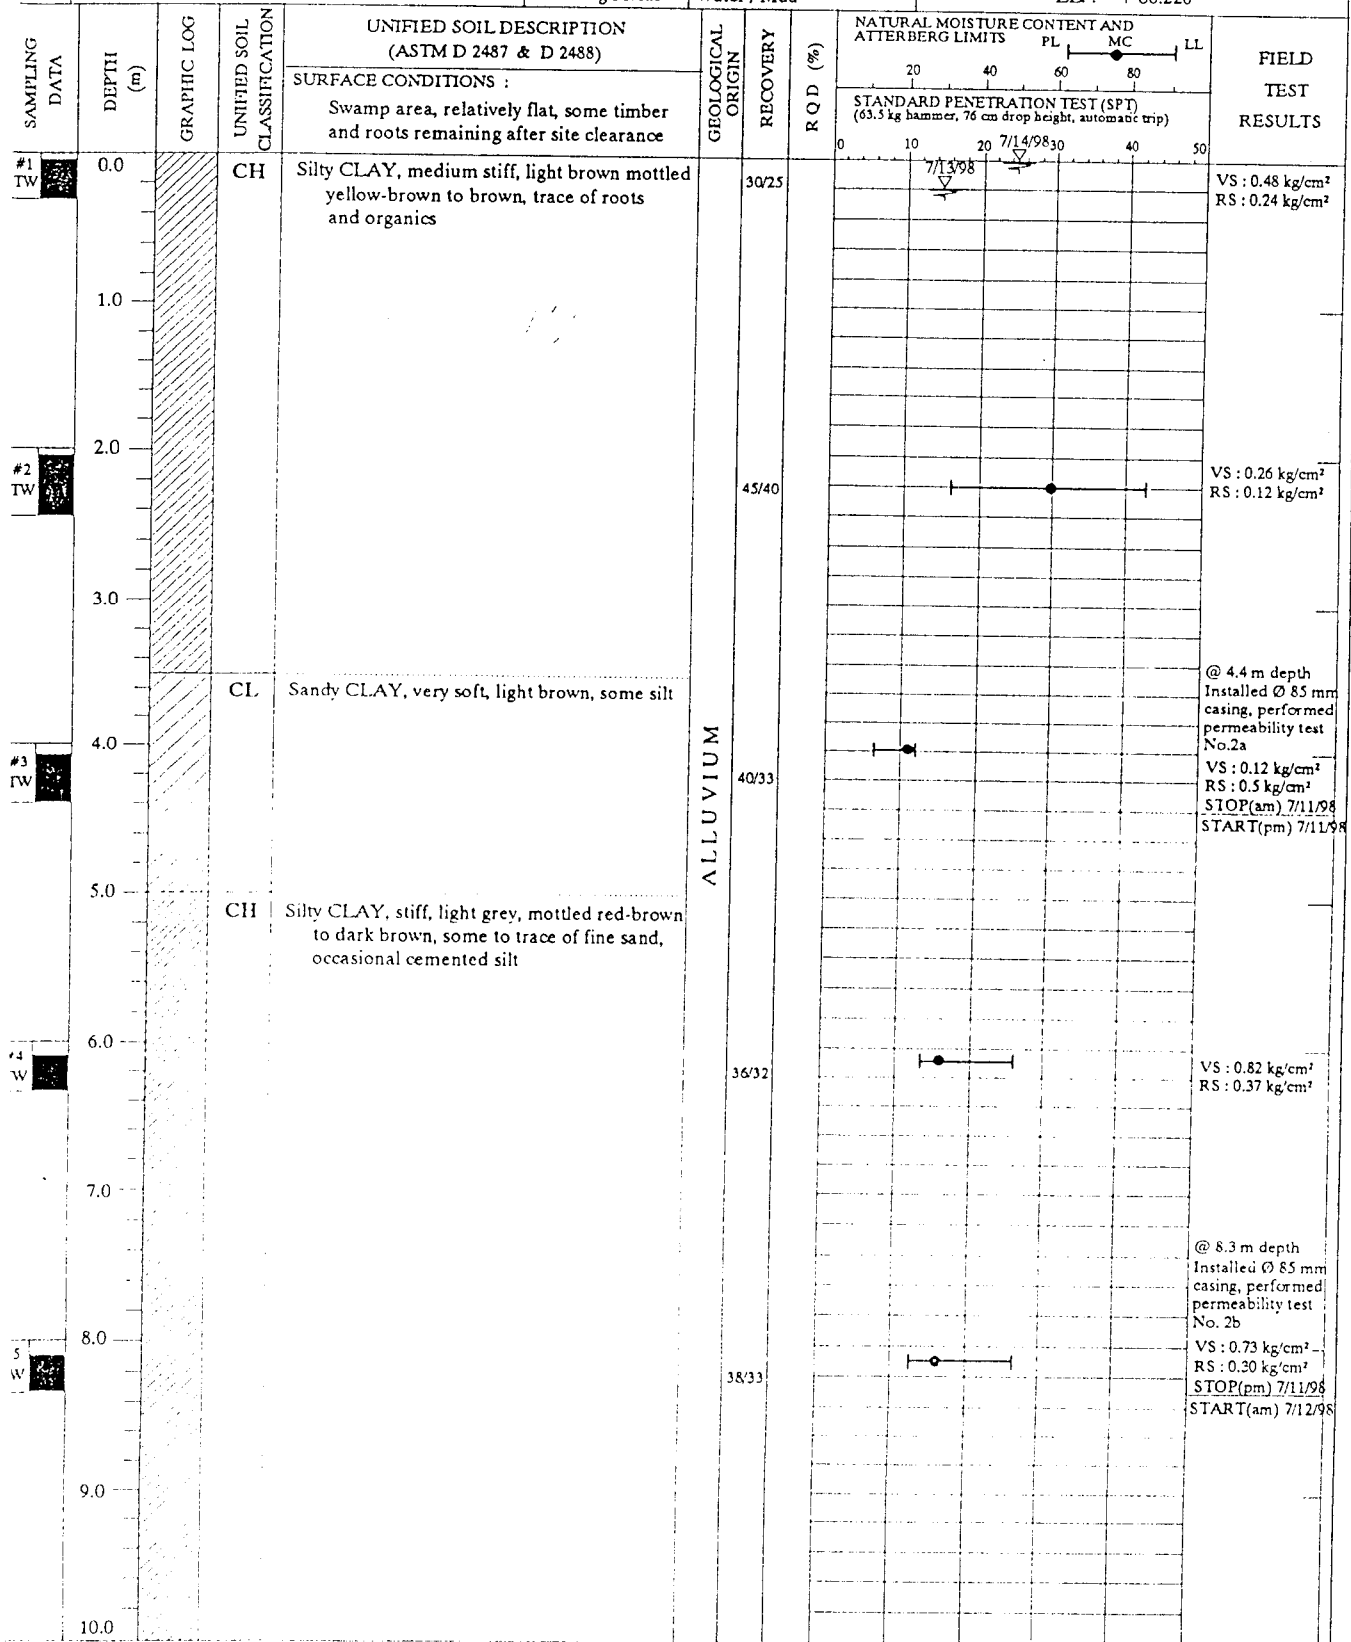 Water / Mud
SAMPLING
DATA
DEPTH
(m)
GRAPHIC LOG
UNIFIED SOIL
CLASSIFICATION
UNIFIED SOIL DESCRIPTION
(ASTM D 2487 & D 2488)
SURFACE CONDITIONS :
Swamp area, relatively flat, some timber
and roots remaining after site clearance
GEOLOGICAL
ORIGIN
RECOVERY
R Q D (%)
NATURAL MOISTURE CONTENT AND
ATTERBERG LIMITS PL MC LL
20 40 60 80
STANDARD PENETRATION TEST (SPT)
(63.5 kg hammer, 76 cm drop height, automatic trip)
0 10 20 30 40 50
FIELD
TEST
RESULTS
7/14/98
7/13/98
#1
TW
0.0
CH
Silty CLAY, medium stiff, light brown mottled
yellow-brown to brown, trace of roots
and organics
30/25
VS : 0.48 kg/cm²
RS : 0.24 kg/cm²
1.0
2.0
#2
TW
45/40
VS : 0.26 kg/cm²
RS : 0.12 kg/cm²
3.0
CL
Sandy CLAY, very soft, light brown, some silt
@ 4.4 m depth
Installed Ø 85 mm
casing, performed
permeability test
No.2a
4.0
#3
TW
ALLUVIUM
40/33
VS : 0.12 kg/cm²
RS : 0.5 kg/cm²
STOP(am) 7/11/98
START(pm) 7/11/98
5.0
CH
Silty CLAY, stiff, light grey, mottled red-brown
to dark brown, some to trace of fine sand,
occasional cemented silt
6.0
#4
W
36/32
VS : 0.82 kg/cm²
RS : 0.37 kg/cm²
7.0
@ 8.3 m depth
Installed Ø 85 mm
casing, performed
permeability test
No. 2b
8.0
5
W
38/33
VS : 0.73 kg/cm²
RS : 0.30 kg/cm²
STOP(pm) 7/11/98
START(am) 7/12/98
9.0
10.0